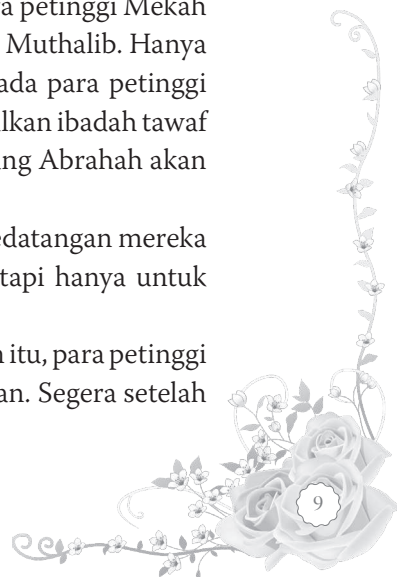 a petinggi Mekah
Muthalib. Hanya
ada para petinggi
lkan ibadah tawaf
ng Abrahah akan
edatangan mereka
tapi hanya untuk
itu, para petinggi
an. Segera setelah
9